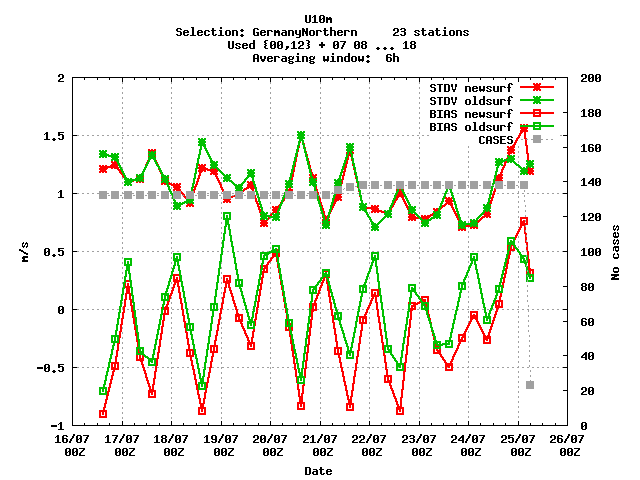 U10m
Selection: GermanyNorthern     23 stations
Used {00,12} + 07 08 ... 18
Averaging window:  6h
STDV newsurf
STDV oldsurf
BIAS newsurf
BIAS oldsurf
CASES
2
1.5
1
0.5
0
-0.5
-1
m/s
200
180
160
140
120
100
80
60
40
20
0
No cases
16/07 17/07 18/07 19/07 20/07 21/07 22/07 23/07 24/07 25/07 26/07
00Z 00Z 00Z 00Z 00Z 00Z 00Z 00Z 00Z 00Z 00Z
Date